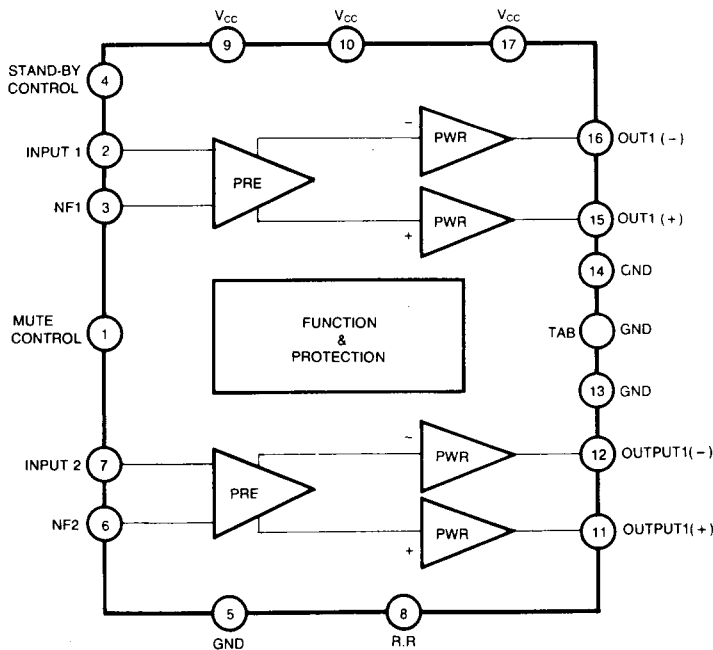 VCC
VCC
VCC
9
10
17
STAND-BY
CONTROL
4
INPUT 1
2
NF1
3
PRE
−
PWR
16
OUT1 (−)
+
PWR
15
OUT1 (+)
14
GND
MUTE
CONTROL
1
FUNCTION
&
PROTECTION
TAB
GND
13
GND
INPUT 2
7
NF2
6
PRE
−
PWR
12
OUTPUT1(−)
+
PWR
11
OUTPUT1(+)
5
GND
8
R.R